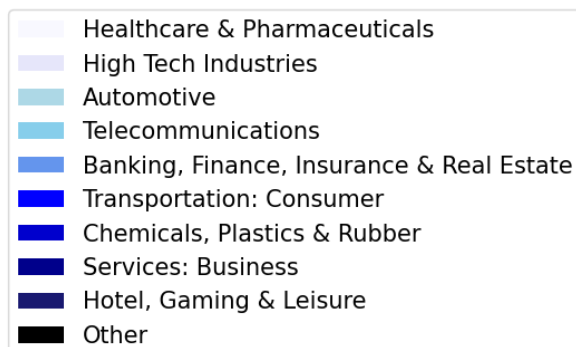 Healthcare & Pharmaceuticals
High Tech Industries
Automotive
Telecommunications
Banking, Finance, Insurance & Real Estate
Transportation: Consumer
Chemicals, Plastics & Rubber
Services: Business
Hotel, Gaming & Leisure
Other